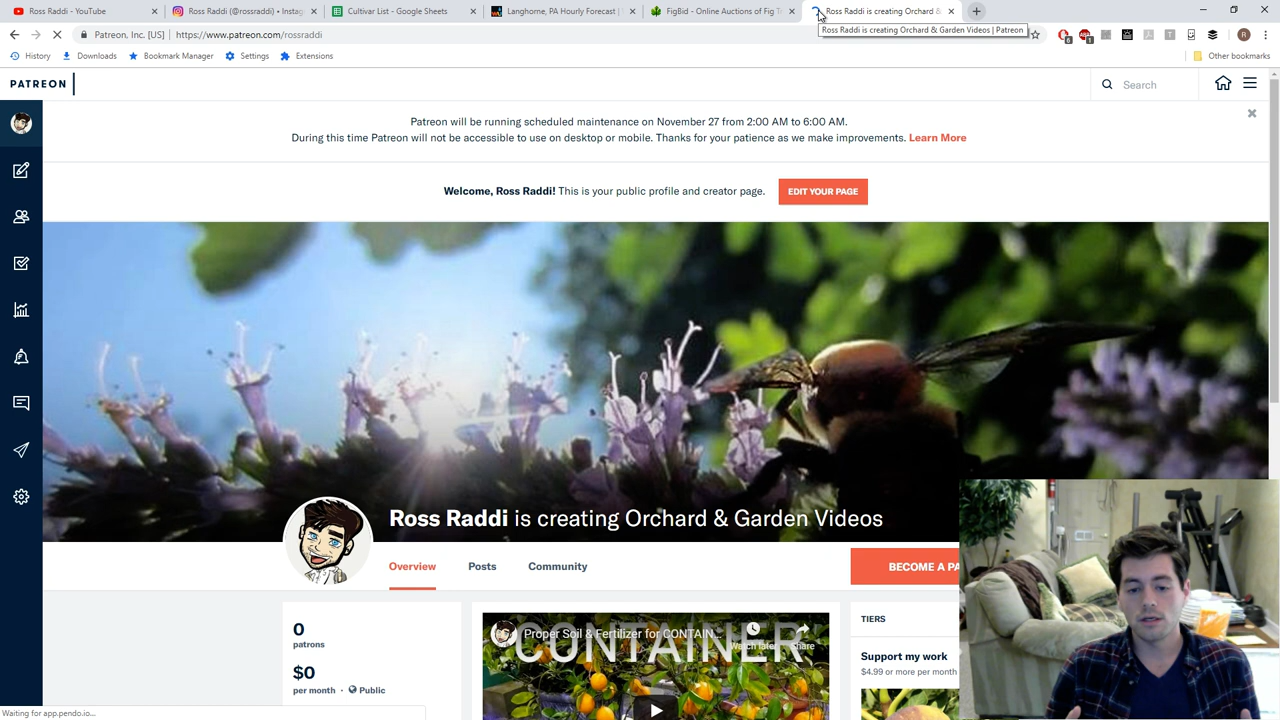 Ross Raddi - YouTube
Ross Raddi (@rossraddi) • Instag
Cultivar List - Google Sheets
Langhorne, PA Hourly Forecast |
FigBid - Online Auctions of Fig T
Ross Raddi is creating Orchard &
Patreon, Inc. [US] | https://www.patreon.com/rossraddi
Ross Raddi is creating Orchard & Garden Videos | Patreon
History
Downloads
Bookmark Manager
Settings
Extensions
Other bookmarks
PATREON
Search
Patreon will be running scheduled maintenance on November 27 from 2:00 AM to 6:00 AM.
During this time Patreon will not be accessible to use on desktop or mobile. Thanks for your patience as we make improvements. Learn More
Welcome, Ross Raddi! This is your public profile and creator page.
EDIT YOUR PAGE
Ross Raddi is creating Orchard & Garden Videos
Overview
Posts
Community
BECOME A PA
0
patrons
$0
per month • Public
Proper Soil & Fertilizer for CONTAIN...
CONTAINER
Watch later
Share
TIERS
Support my work
$4.99 or more per month
Waiting for app.pendo.io...